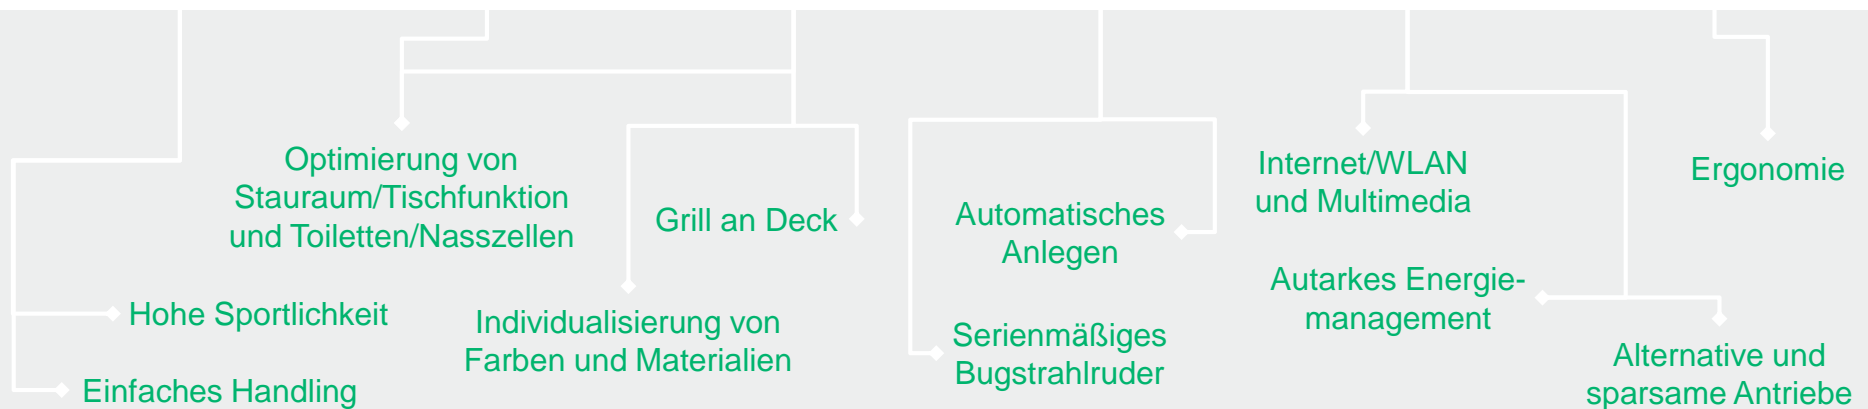 Optimierung von
Stauraum/Tischfunktion
und Toiletten/Nasszellen
Hohe Sportlichkeit
Einfaches Handling
Grill an Deck
Individualisierung von
Farben und Materialien
Automatisches
Anlegen
Serienmäßiges
Bugstrahlruder
Internet/WLAN
und Multimedia
Autarkes Energie-
management
Alternative und
sparsame Antriebe
Ergonomie